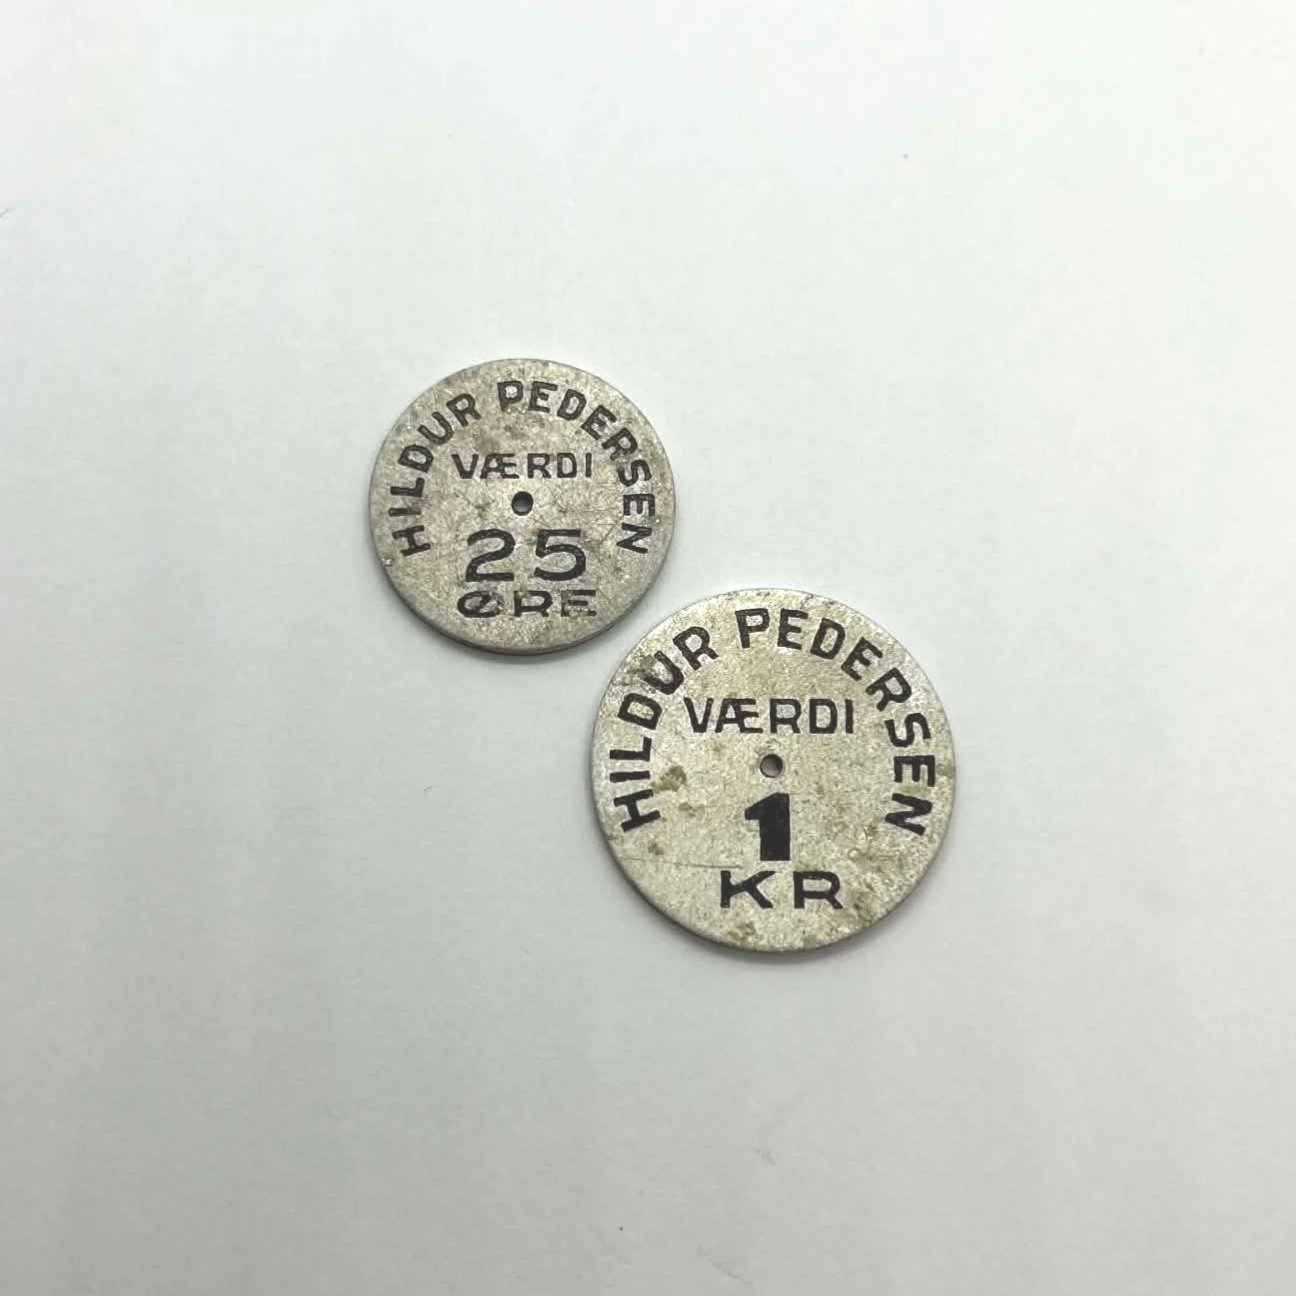 HILDUR PEDERSEN
VÆRDI
25
ØRE
HILDUR PEDERSEN
VÆRDI
1
KR